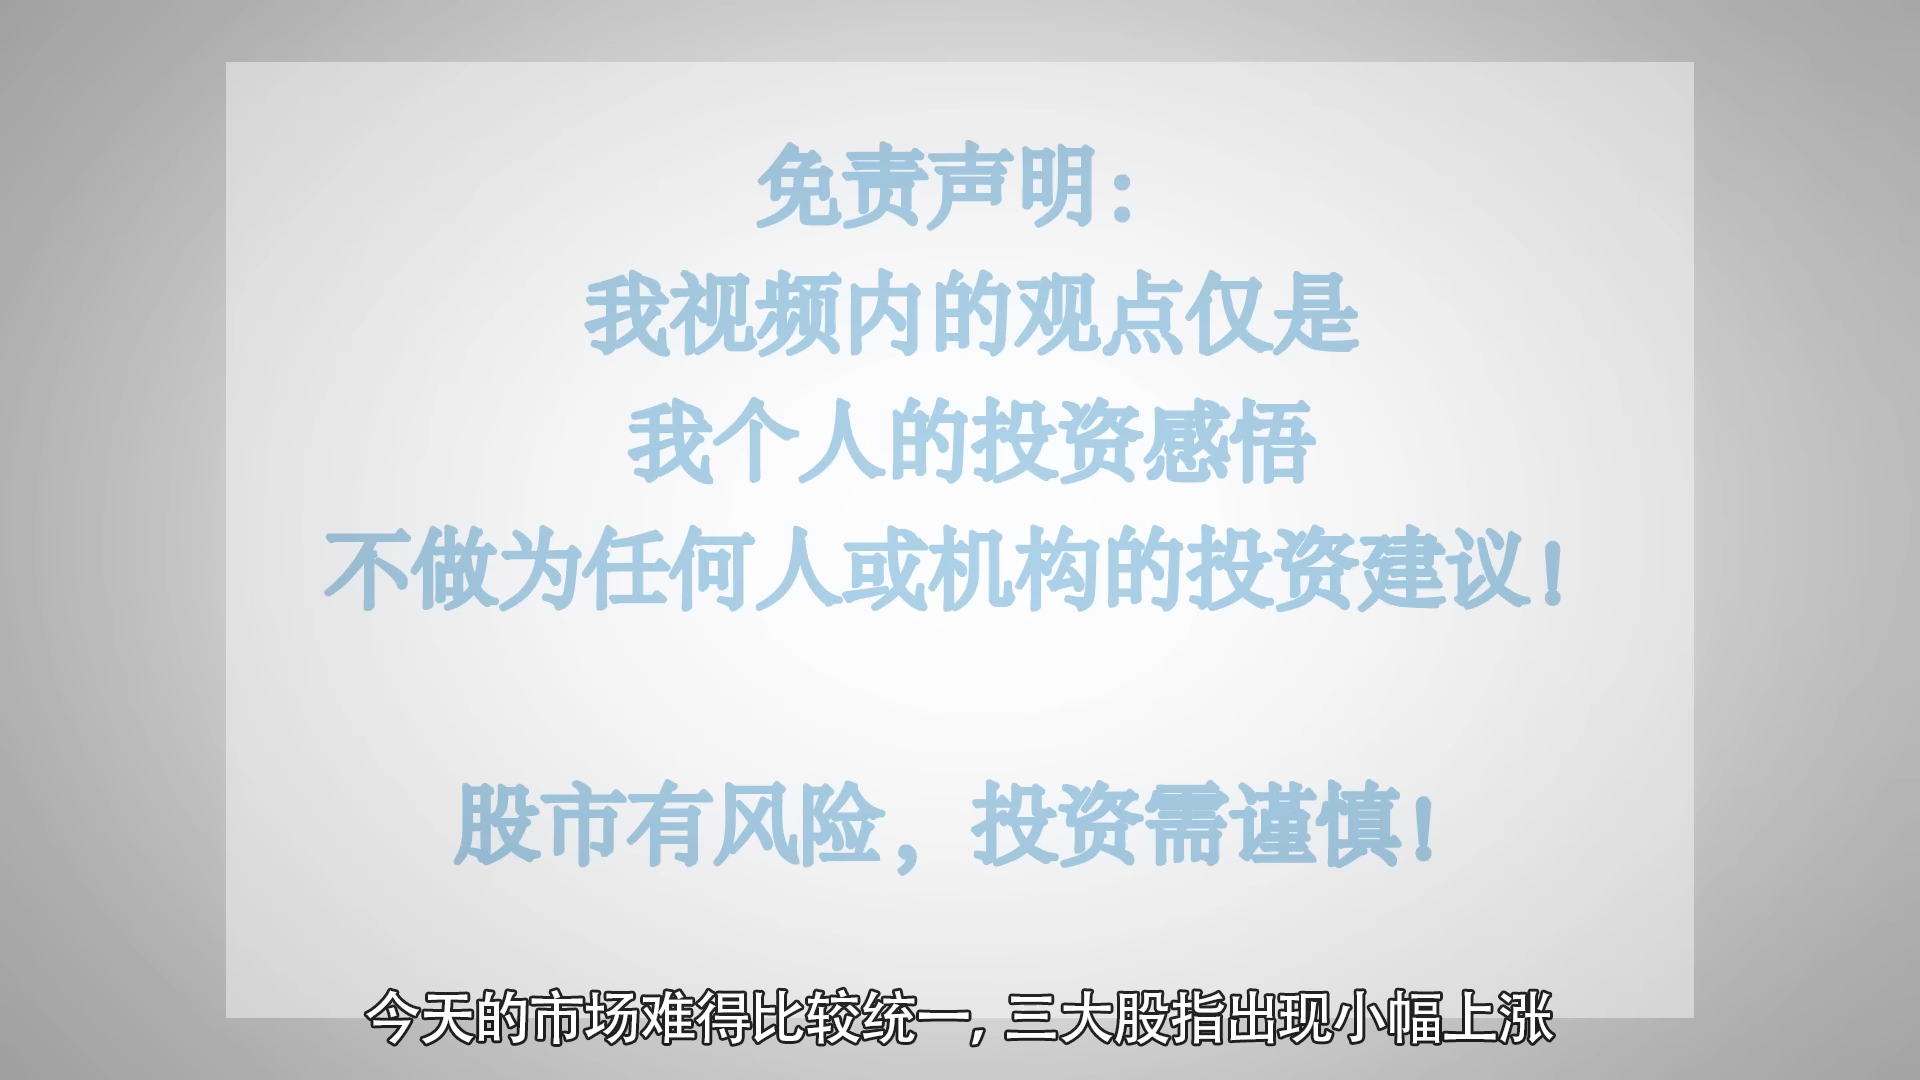 免责声明：
我视频内的观点仅是
我个人的投资感悟
不做为任何人或机构的投资建议！
股市有风险，投资需谨慎！
今天的市场难得比较统一，三大股指出现小幅上涨